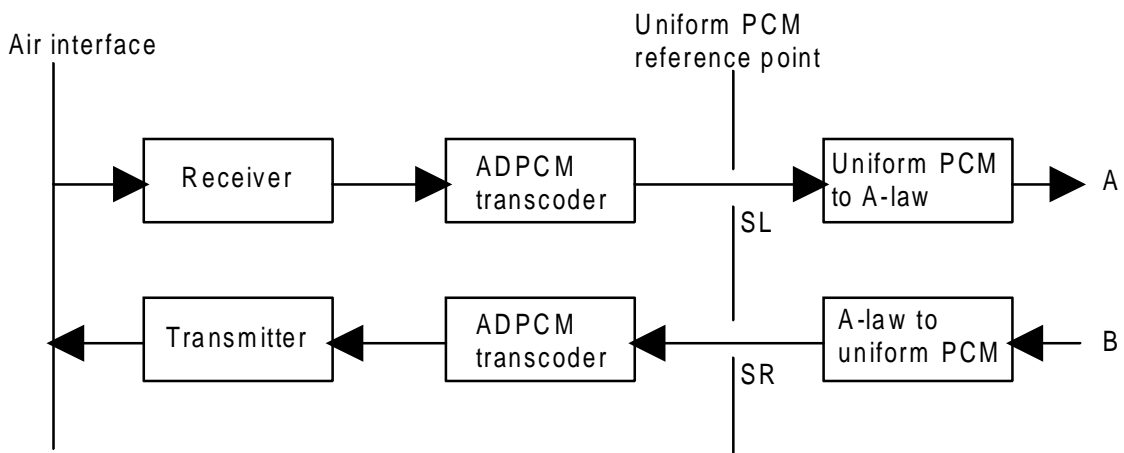 Uniform PCM
reference point
Air interface
Receiver
ADPCM
transcoder
Uniform PCM
to A-law
A
SL
Transmitter
ADPCM
transcoder
A-law to
uniform PCM
B
SR